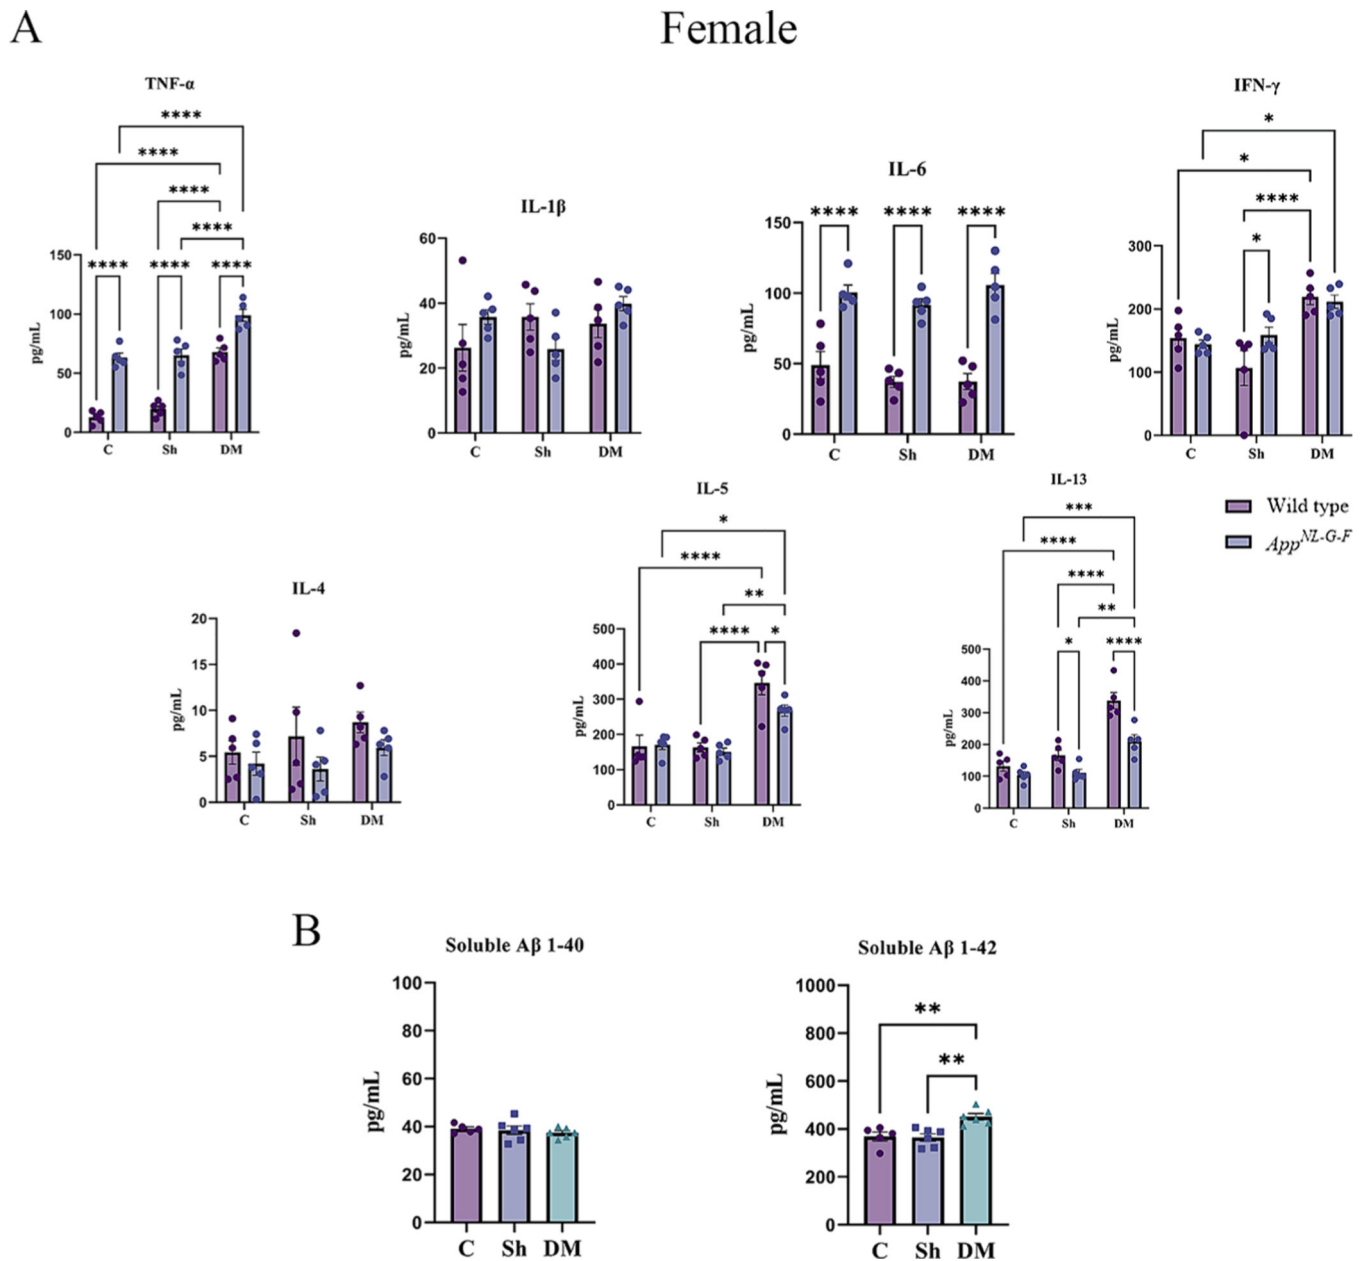 A
Female
TNF-α
****
****
****
****
**** **** ****
150
100
50
0
pg/mL
C Sh DM
IL-1β
60
40
20
0
pg/mL
C Sh DM
IL-6
**** **** ****
150
100
50
0
pg/mL
C Sh DM
IFN-γ
*
*
****
*
300
200
100
0
pg/mL
C Sh DM
Wild type
App^NL-G-F
IL-4
20
15
10
5
0
pg/mL
C Sh DM
IL-5
*
****
**
**** *
500
400
300
200
100
0
pg/mL
C Sh DM
IL-13
***
****
****
**
* ****
500
400
300
200
100
0
pg/mL
C Sh DM
B
Soluble Aβ 1-40
100
80
60
40
20
0
pg/mL
C Sh DM
Soluble Aβ 1-42
**
**
1000
800
600
400
200
0
pg/mL
C Sh DM